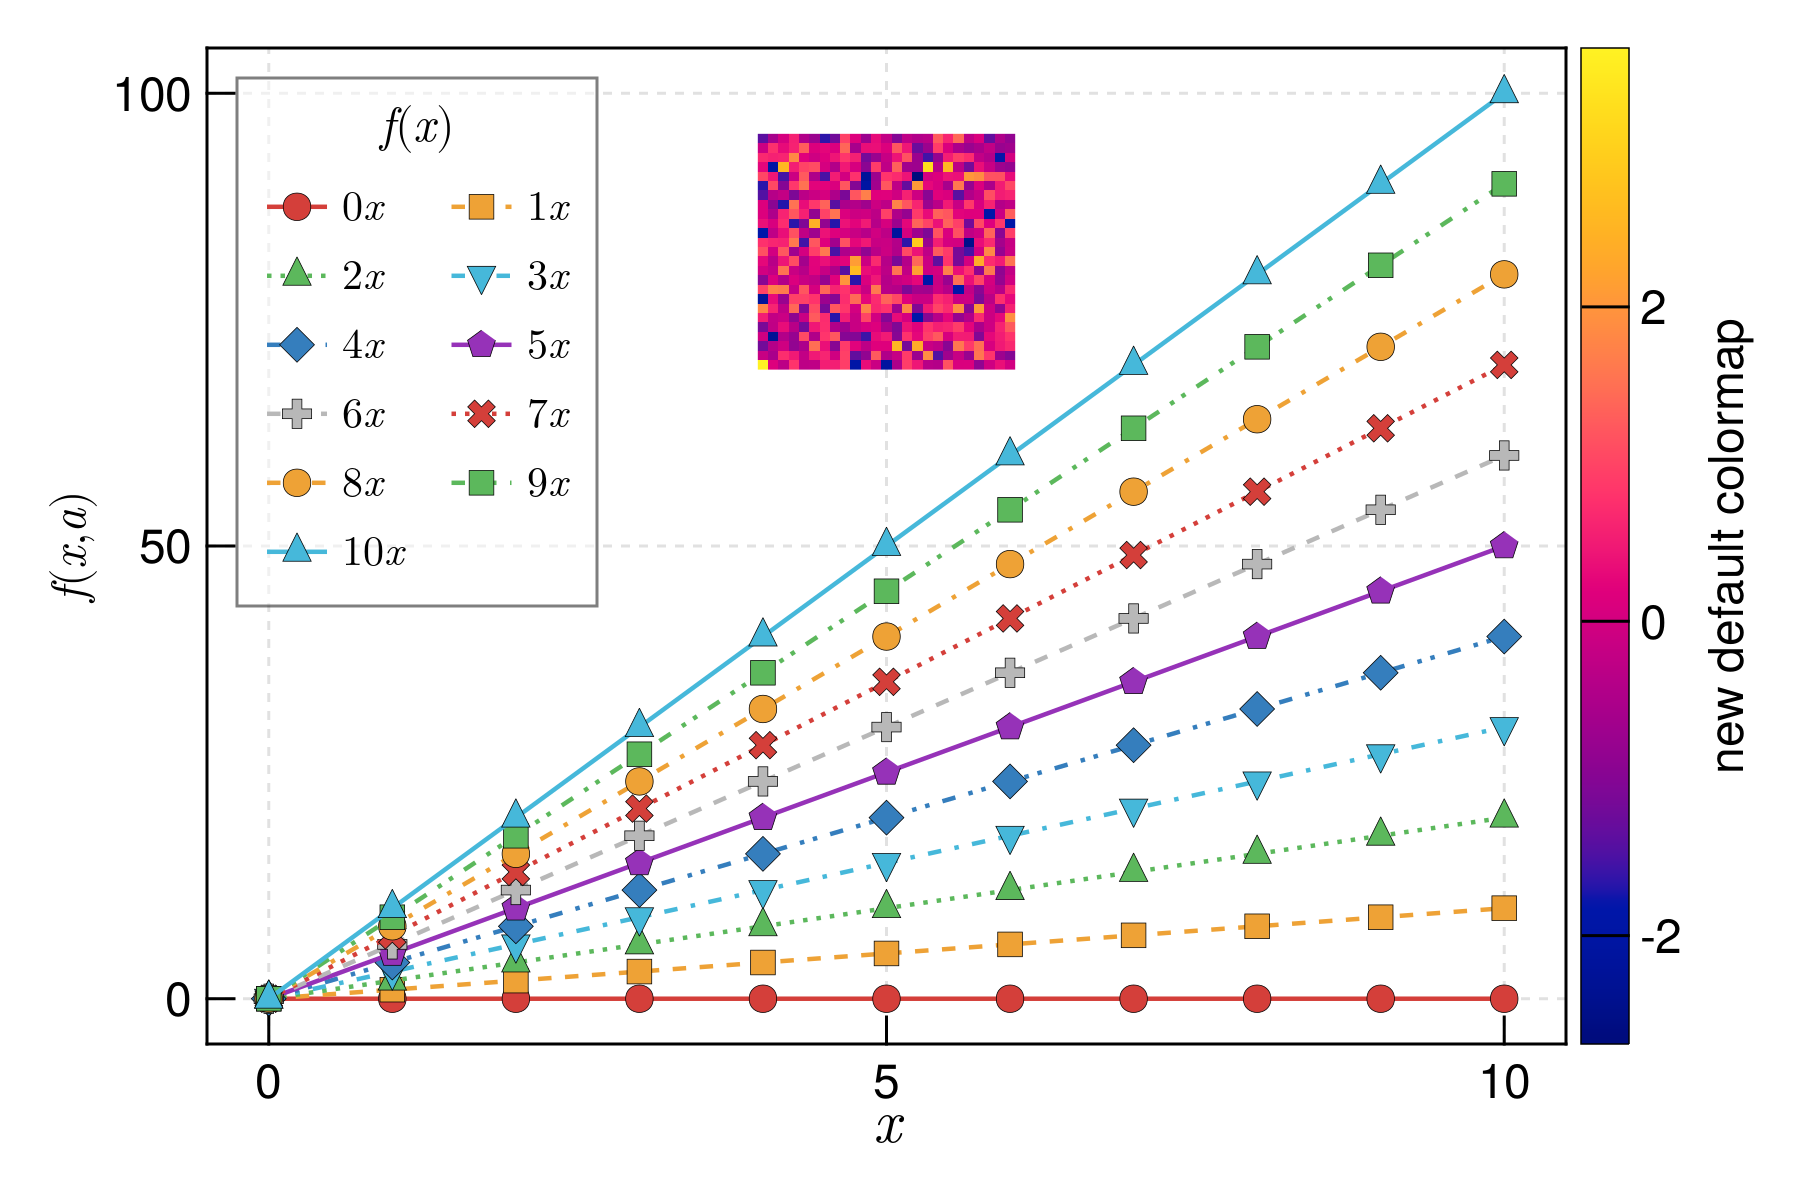 f(x)
0x 1x
2x 3x
4x 5x
6x 7x
8x 9x
10x
f(x,a)
100
50
0
0 5 10
x
2
0
-2
new default colormap